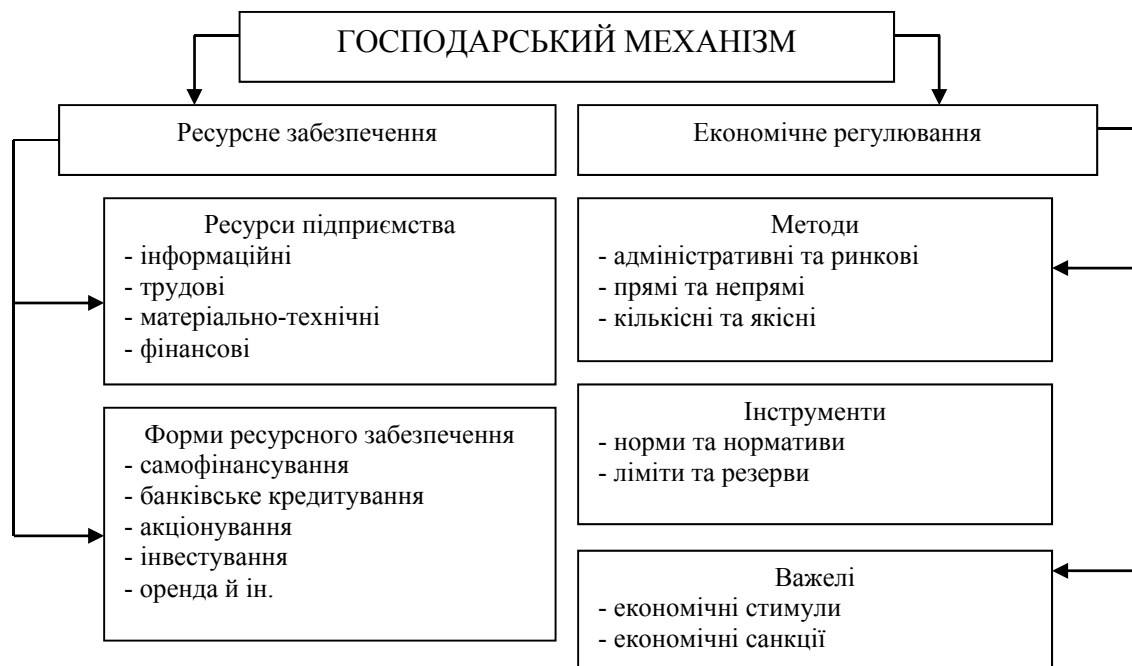 ГОСПОДАРСЬКИЙ МЕХАНІЗМ
Ресурсне забезпечення
Ресурси підприємства
- інформаційні
- трудові
- матеріально-технічні
- фінансові
Форми ресурсного забезпечення
- самофінансування
- банківське кредитування
- акціонування
- інвестування
- оренда й ін.
Економічне регулювання
Методи
- адміністративні та ринкові
- прямі та непрямі
- кількісні та якісні
Інструменти
- норми та нормативи
- ліміти та резерви
Важелі
- економічні стимули
- економічні санкції